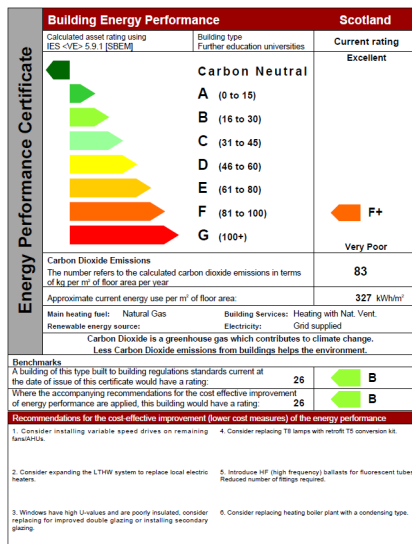 Energy Performance Certificate
Building Energy Performance Scotland
Calculated asset rating using
IES <VE> 5.9.1 [SBEM]
Building type
Further education universities
Current rating
Excellent
Carbon Neutral
A (0 to 15)
B (16 to 30)
C (31 to 45)
D (46 to 60)
E (61 to 80)
F (81 to 100)
F+
G (100+)
Very Poor
Carbon Dioxide Emissions
The number refers to the calculated carbon dioxide emissions in terms
of kg per m² of floor area per year
83
Approximate current energy use per m² of floor area: 327 kWh/m²
Main heating fuel: Natural Gas Building Services: Heating with Nat. Vent.
Renewable energy source: Electricity: Grid supplied
Carbon Dioxide is a greenhouse gas which contributes to climate change.
Less Carbon Dioxide emissions from buildings helps the environment.
Benchmarks
A building of this type built to building regulations standards current at
the date of issue of this certificate would have a rating: 26 B
Where the accompanying recommendations for the cost effective improvement
of energy performance are applied, this building would have a rating: 26 B
Recommendations for the cost-effective improvement (lower cost measures) of the energy performance
1. Consider installing variable speed drives on remaining
fans/AHUs.
4. Consider replacing T8 lamps with retrofit T5 conversion kit.
2. Consider expanding the LTHW system to replace local electric
heaters.
5. Introduce HF (high frequency) ballasts for fluorescent tubes
Reduced number of fittings required.
3. Windows have high U-values and are poorly insulated, consider
replacing for improved double glazing or installing secondary
glazing.
6. Consider replacing heating boiler plant with a condensing type.